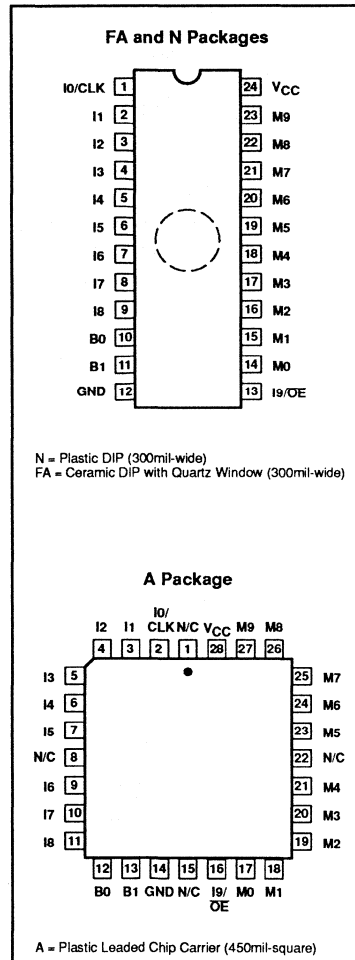 FA and N Packages
I0/CLK 1 24 VCC
I1 2 23 M9
I2 3 22 M8
I3 4 21 M7
I4 5 20 M6
I5 6 19 M5
I6 7 18 M4
I7 8 17 M3
I8 9 16 M2
B0 10 15 M1
B1 11 14 M0
GND 12 13 I9/OE
N = Plastic DIP (300mil-wide)
FA = Ceramic DIP with Quartz Window (300mil-wide)
A Package
I0/
I2 I1 CLK N/C VCC M9 M8
4 3 2 1 28 27 26
I3 5 25 M7
I4 6 24 M6
I5 7 23 M5
N/C 8 22 N/C
I6 9 21 M4
I7 10 20 M3
I8 11 19 M2
12 13 14 15 16 17 18
B0 B1 GND N/C I9/ M0 M1
OE
A = Plastic Leaded Chip Carrier (450mil-square)